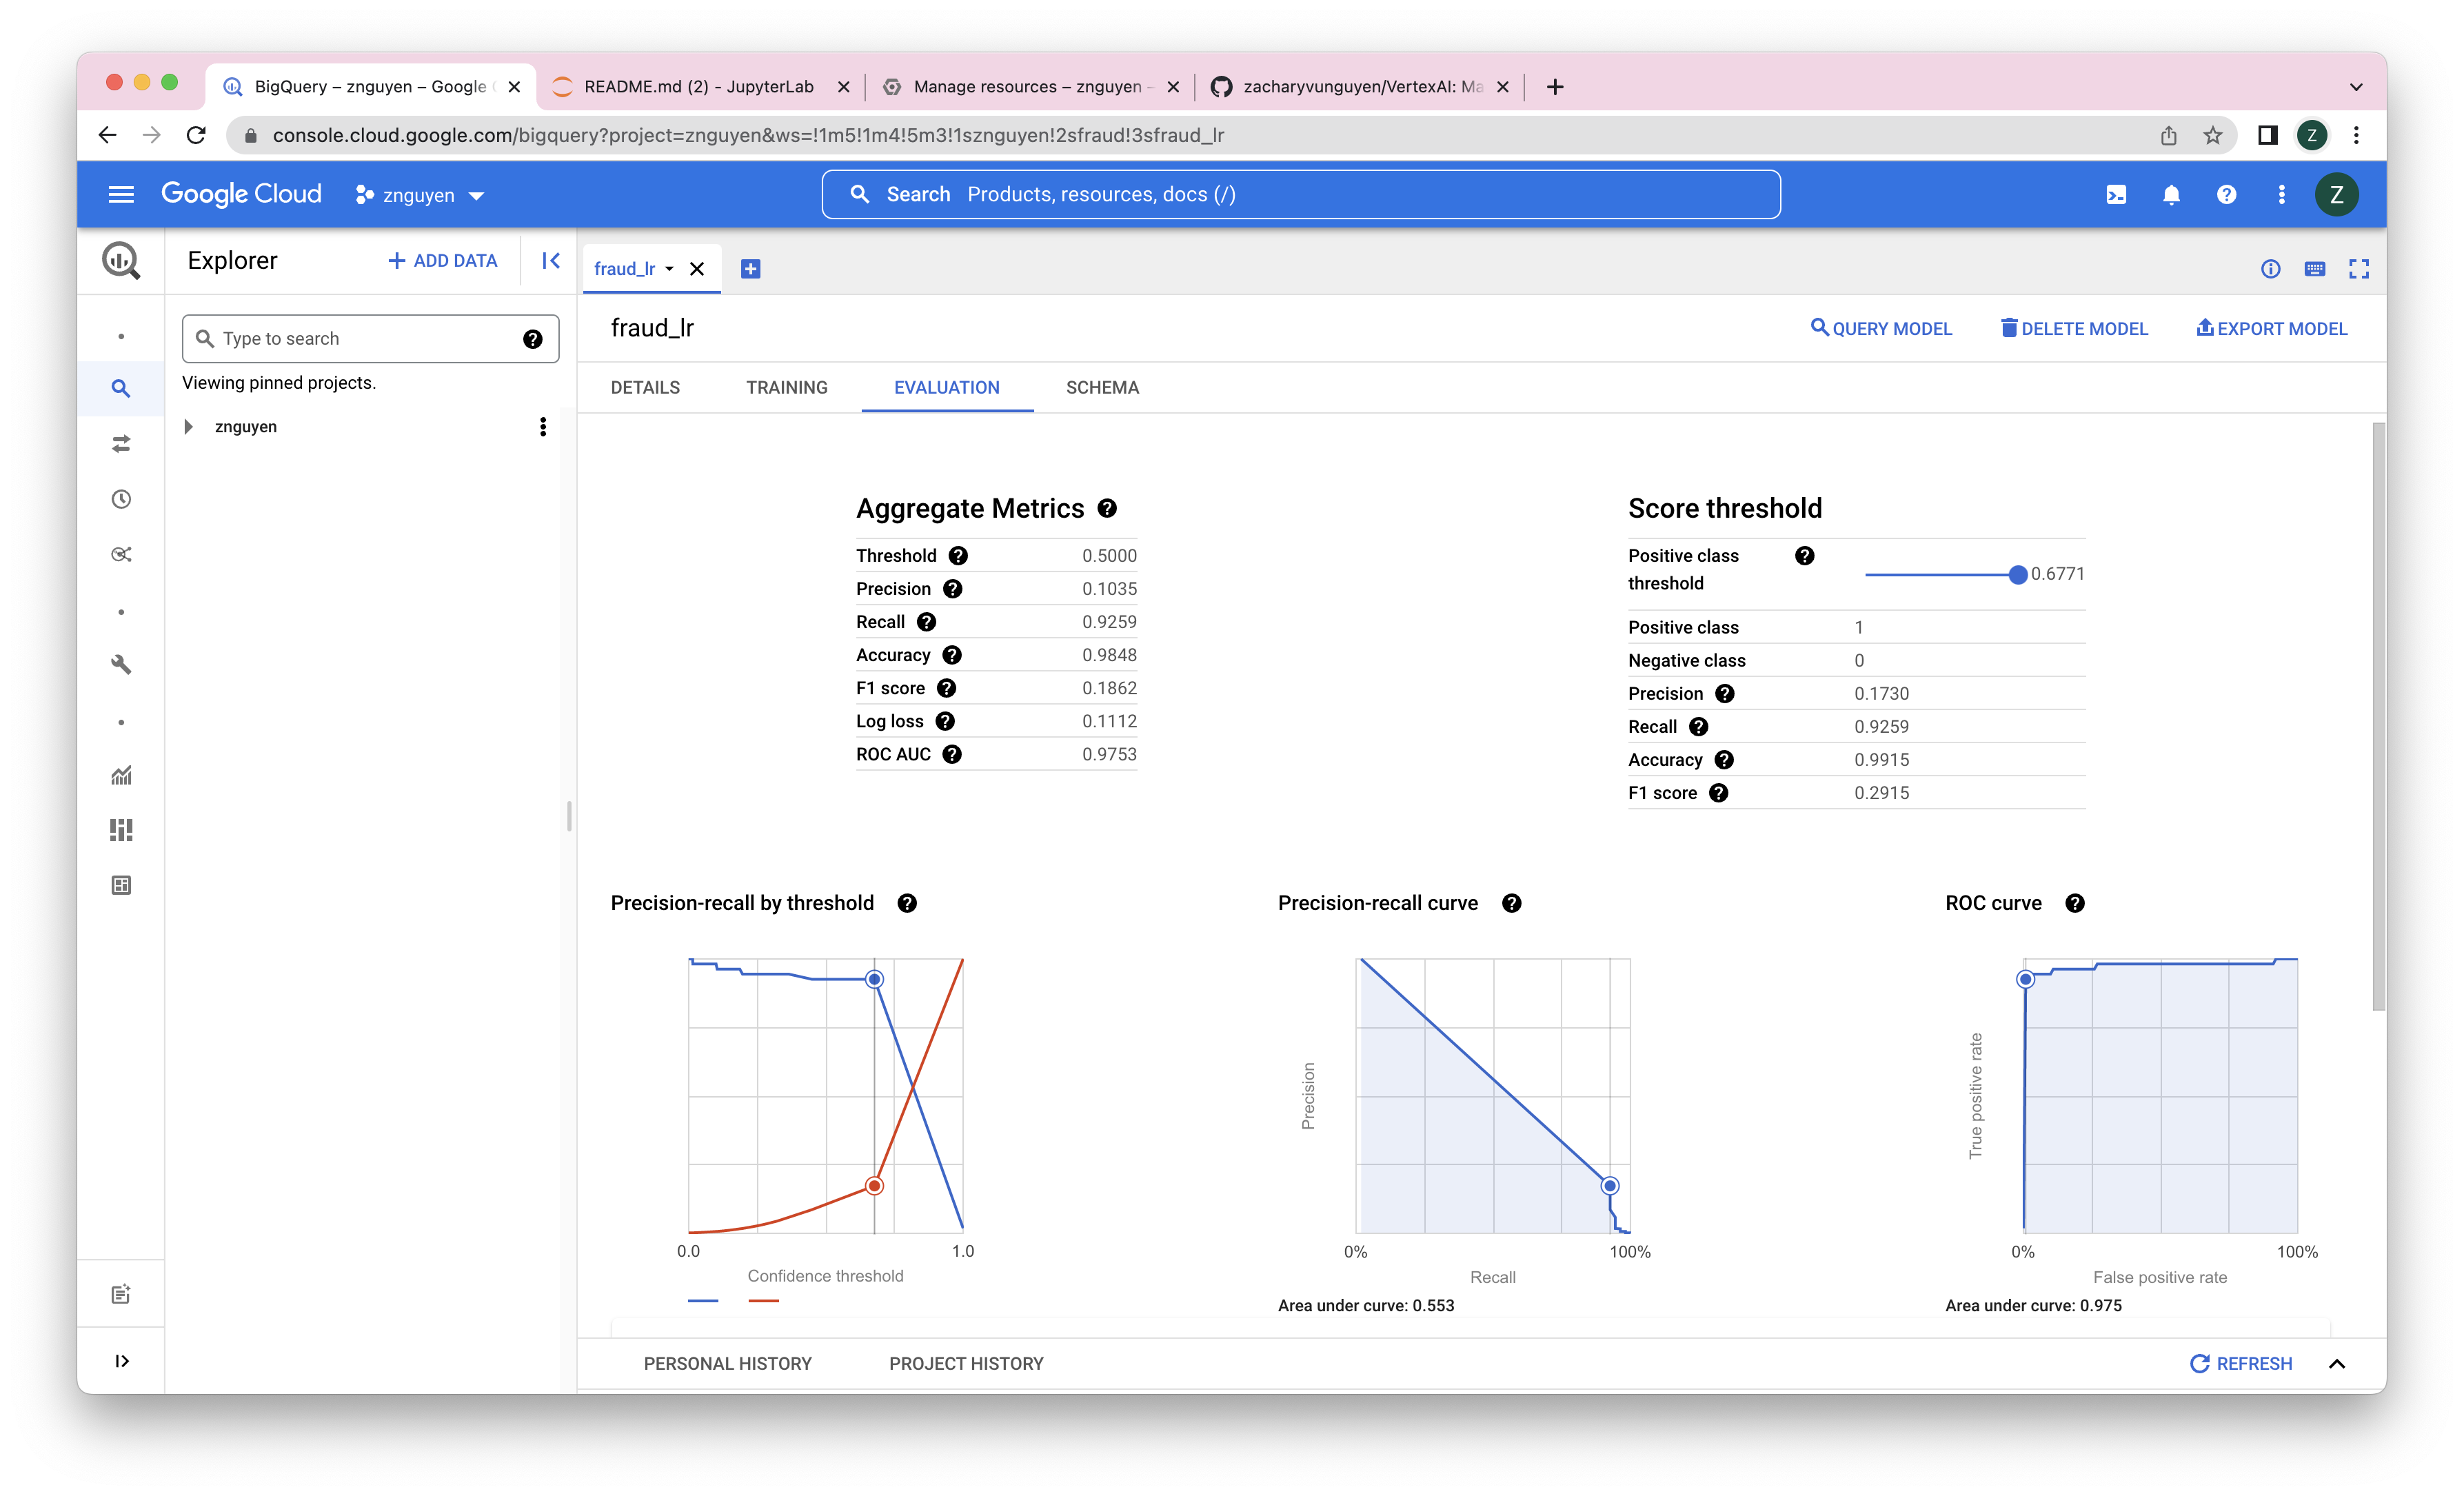 BigQuery – znguyen – Google
README.md (2) - JupyterLab
Manage resources – znguyen -
zacharyvunguyen/VertexAI: Ma
console.cloud.google.com/bigquery?project=znguyen&ws=!1m5!1m4!5m3!1sznguyen!2sfraud!3sfraud_lr
Z
Google Cloud
znguyen
Search Products, resources, docs (/)
Z
Explorer
+ ADD DATA
fraud_lr
Type to search
Viewing pinned projects.
znguyen
fraud_lr
QUERY MODEL
DELETE MODEL
EXPORT MODEL
DETAILS
TRAINING
EVALUATION
SCHEMA
Aggregate Metrics
Threshold 0.5000
Precision 0.1035
Recall 0.9259
Accuracy 0.9848
F1 score 0.1862
Log loss 0.1112
ROC AUC 0.9753
Score threshold
Positive class
threshold
0.6771
Positive class 1
Negative class 0
Precision 0.1730
Recall 0.9259
Accuracy 0.9915
F1 score 0.2915
Precision-recall by threshold
0.0 1.0
Confidence threshold
Precision-recall curve
Precision
0% 100%
Recall
Area under curve: 0.553
ROC curve
True positive rate
0% 100%
False positive rate
Area under curve: 0.975
PERSONAL HISTORY
PROJECT HISTORY
REFRESH